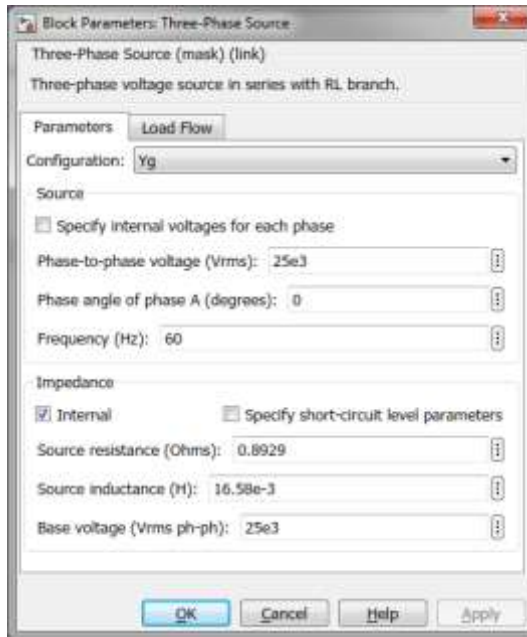 Block Parameters: Three-Phase Source
Three-Phase Source (mask) (link)
Three-phase voltage source in series with RL branch.
Parameters Load Flow
Configuration: Yg
Source
Specify internal voltages for each phase
Phase-to-phase voltage (Vrms): 25e3
Phase angle of phase A (degrees): 0
Frequency (Hz): 60
Impedance
Internal Specify short-circuit level parameters
Source resistance (Ohms): 0.8929
Source inductance (H): 16.58e-3
Base voltage (Vrms ph-ph): 25e3
OK Cancel Help Apply